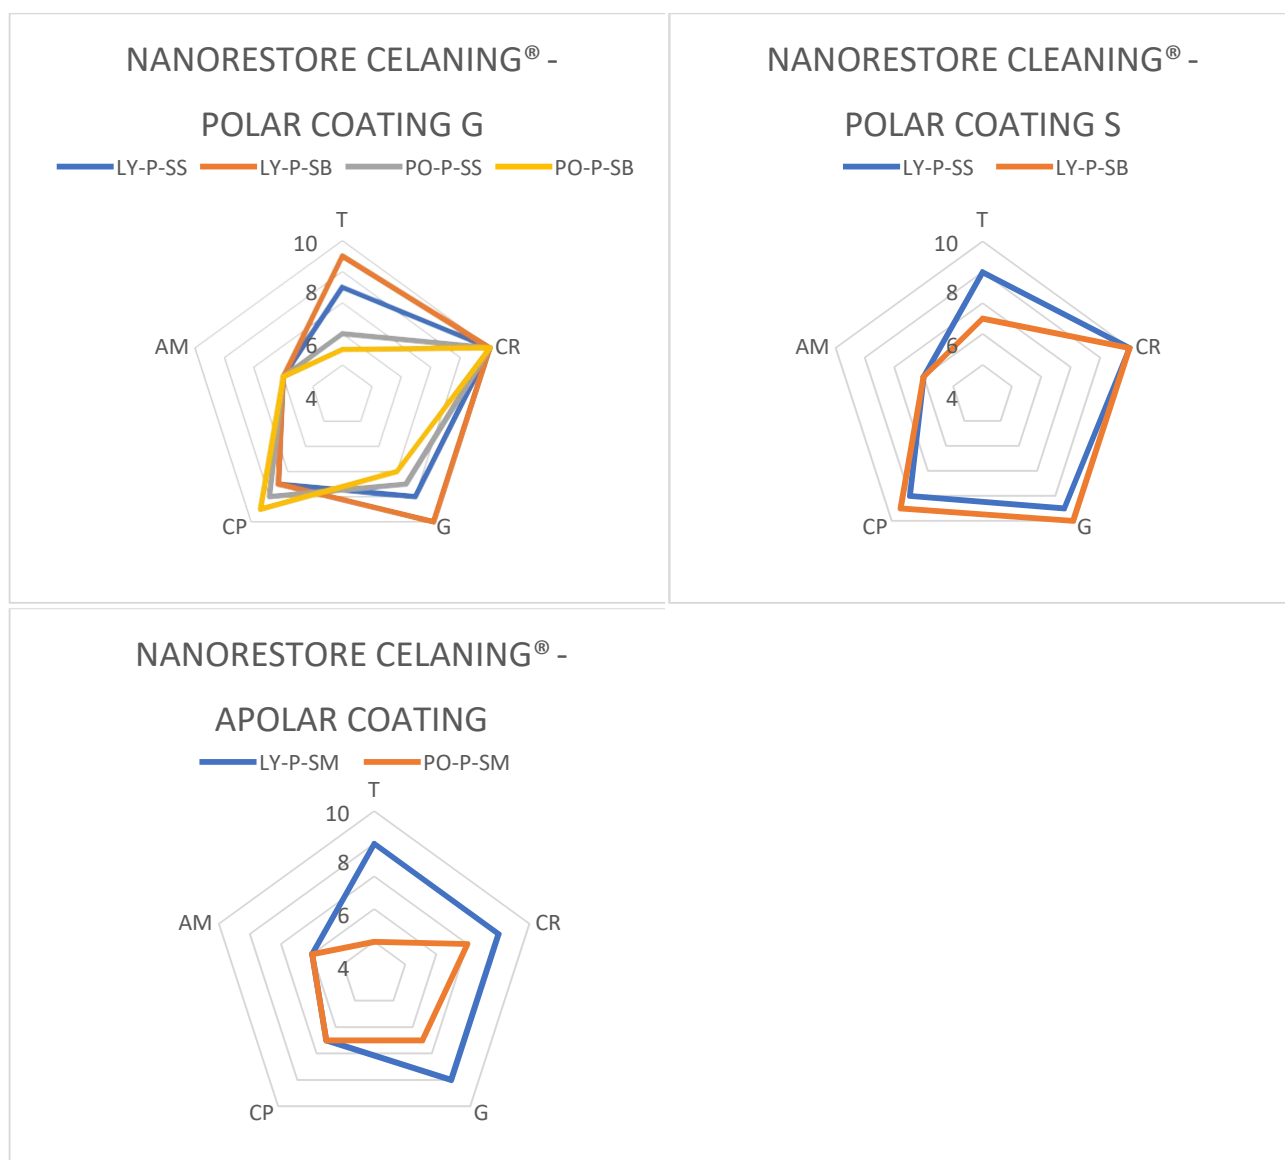 NANORESTORE CELANING® -
POLAR COATING G
LY-P-SS LY-P-SB PO-P-SS PO-P-SB
T
10
8
6
4
CR
AM
CP
G
NANORESTORE CLEANING® -
POLAR COATING S
LY-P-SS LY-P-SB
T
10
8
6
4
CR
AM
CP
G
NANORESTORE CELANING® -
APOLAR COATING
LY-P-SM PO-P-SM
T
10
8
6
4
CR
AM
CP
G